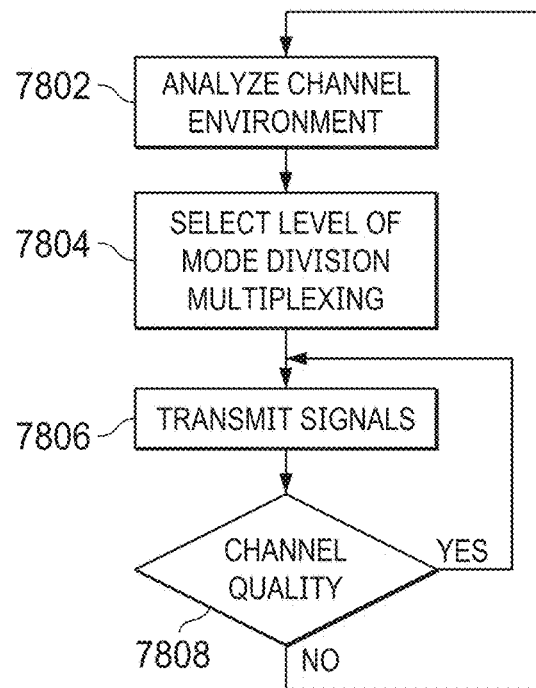 7802
ANALYZE CHANNEL
ENVIRONMENT
7804
SELECT LEVEL OF
MODE DIVISION
MULTIPLEXING
7806
TRANSMIT SIGNALS
CHANNEL
QUALITY
YES
7808
NO